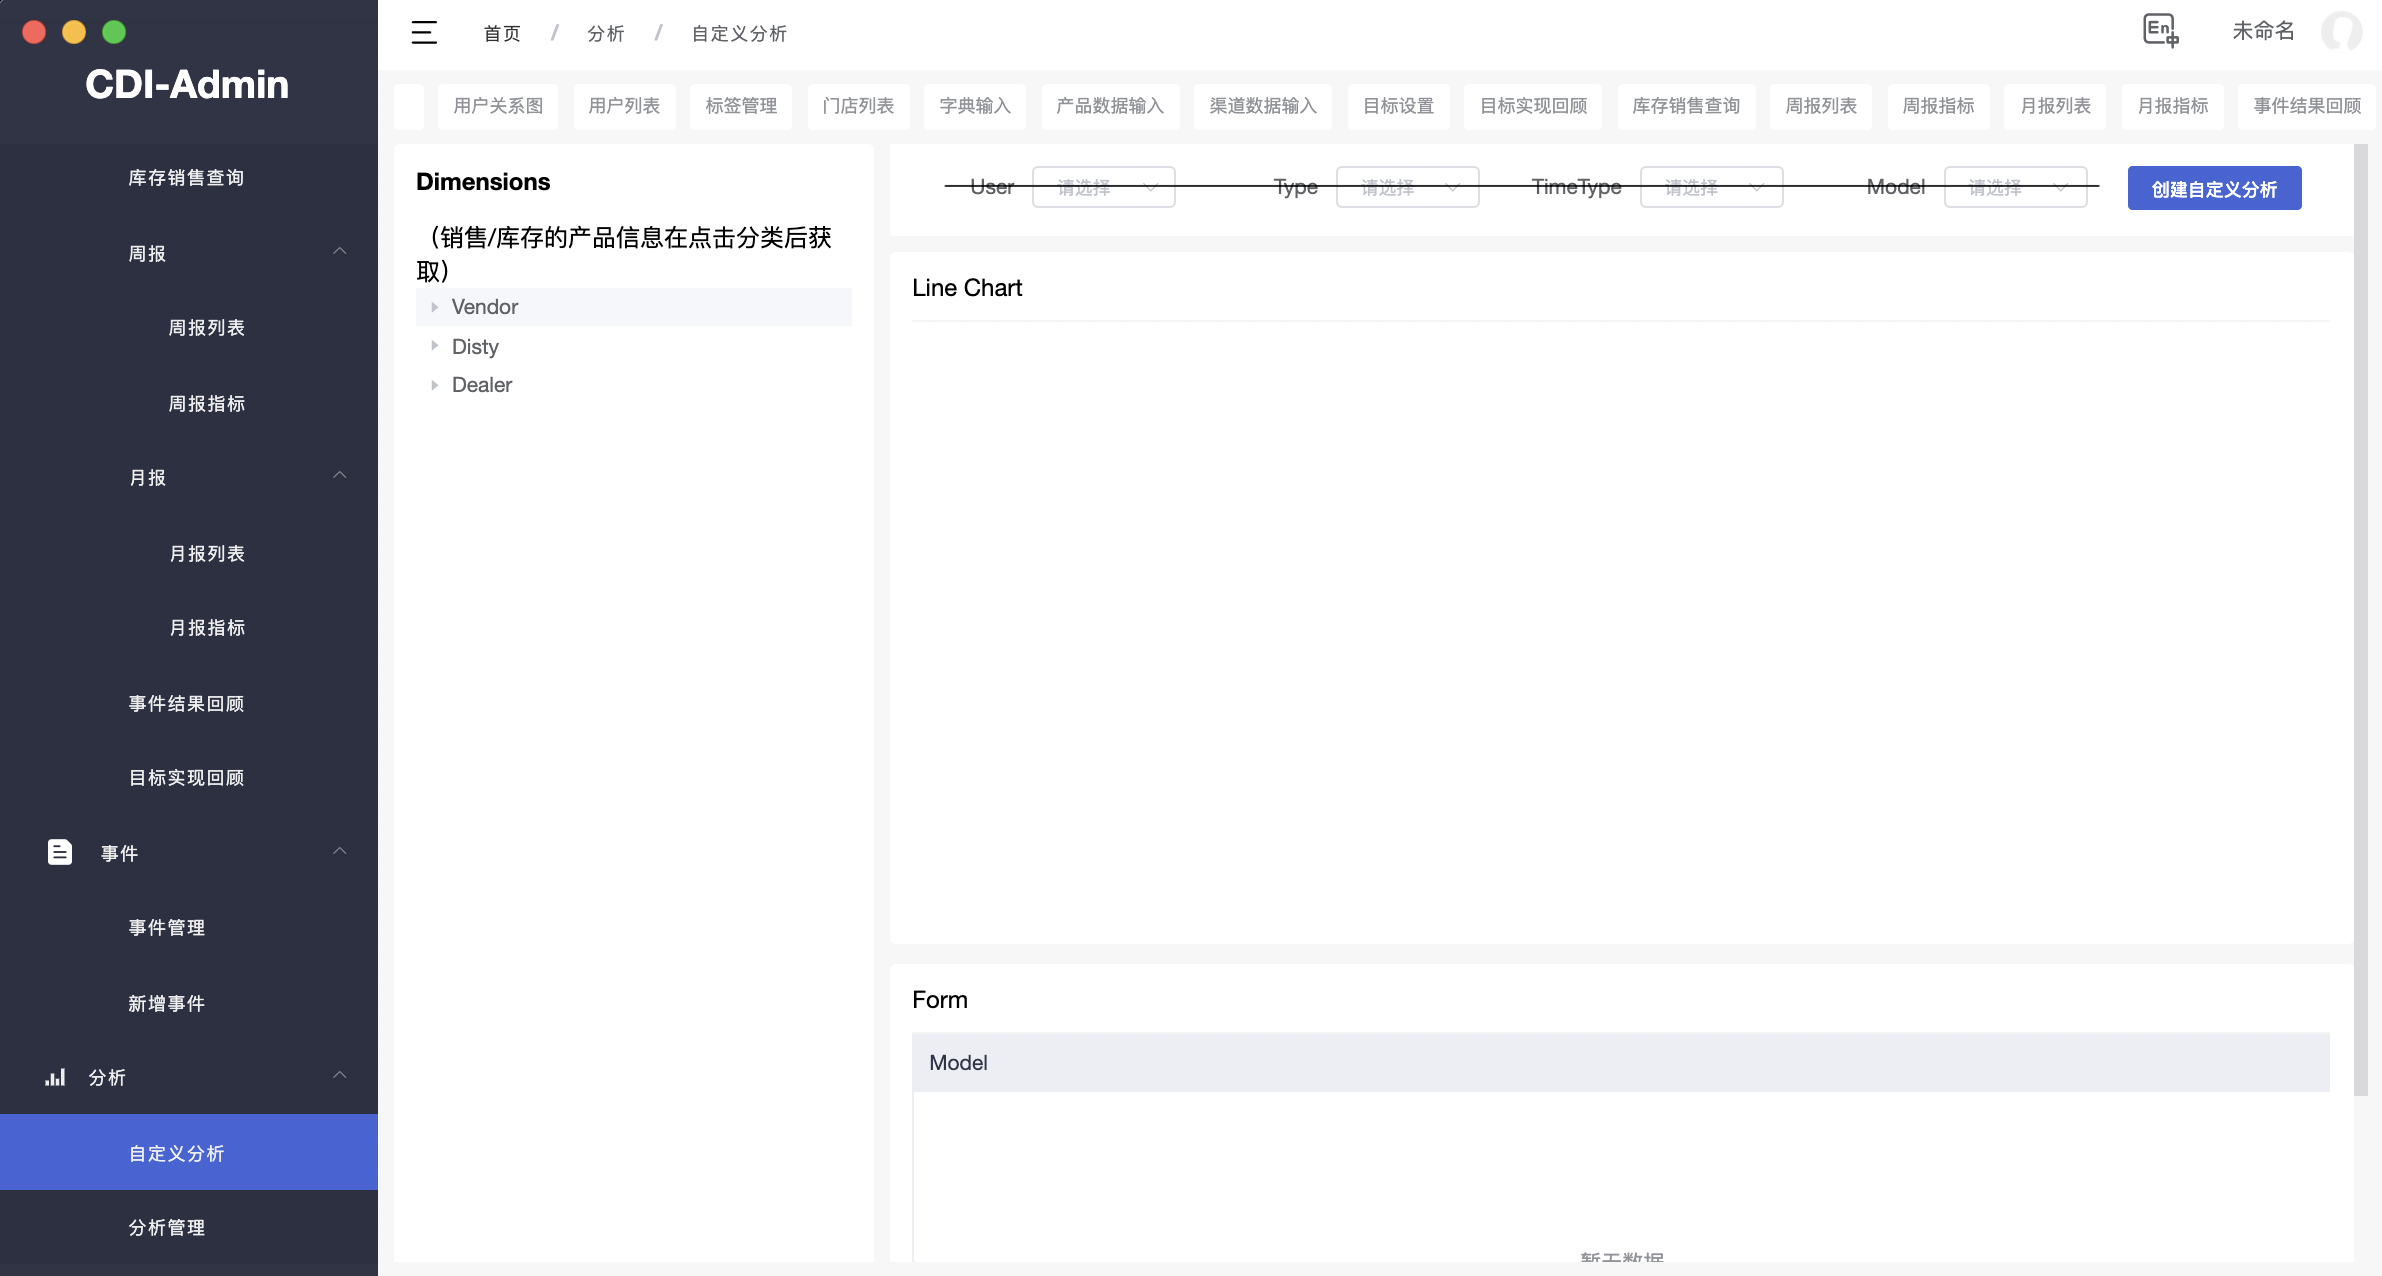 CDI-Admin
库存销售查询
周报
周报列表
周报指标
月报
月报列表
月报指标
事件结果回顾
目标实现回顾
事件
事件管理
新增事件
分析
自定义分析
分析管理
首页 / 分析 / 自定义分析
En
中
未命名
用户关系图 用户列表 标签管理 门店列表 字典输入 产品数据输入 渠道数据输入 目标设置 目标实现回顾 库存销售查询 周报列表 周报指标 月报列表 月报指标 事件结果回顾
Dimensions
（销售/库存的产品信息在点击分类后获
取）
Vendor
Disty
Dealer
User 请选择 Type 请选择 TimeType 请选择 Model 请选择 创建自定义分析
Line Chart
Form
Model
暂无数据